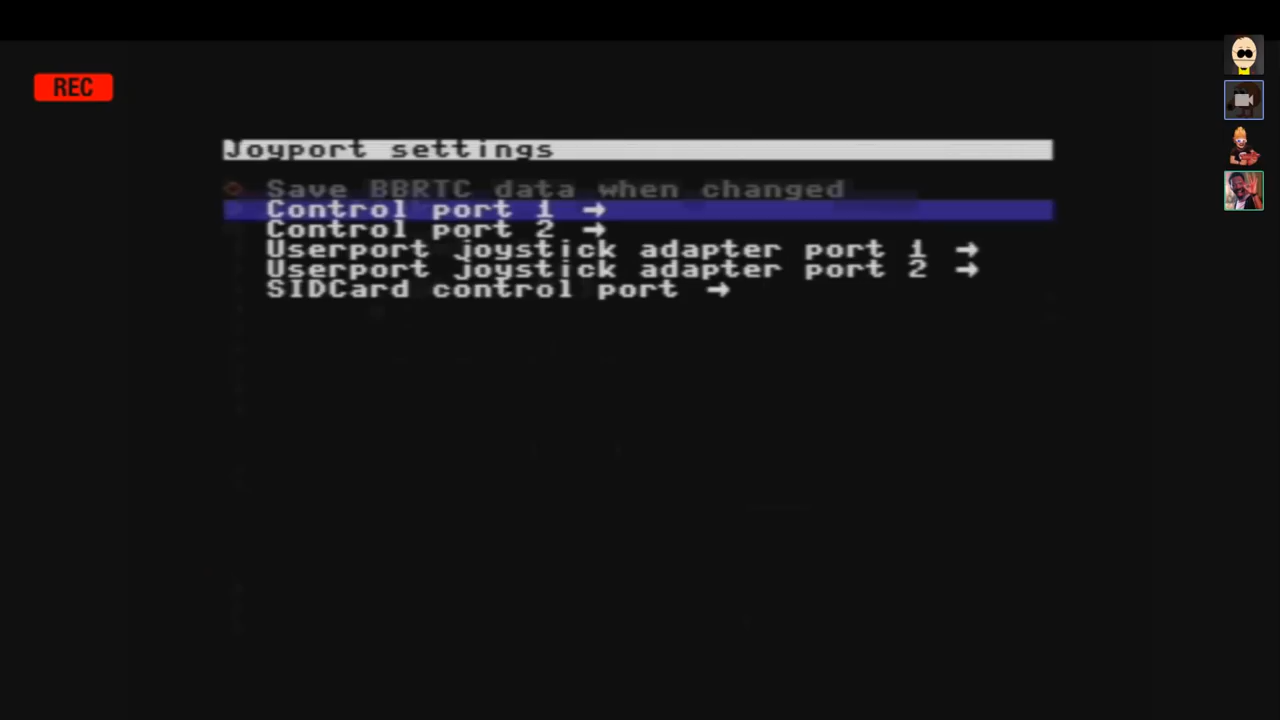 REC
Joyport settings
Save BBRTC data when changed
Control port 1 →
Control port 2 →
Userport joystick adapter port 1 →
Userport joystick adapter port 2 →
SIDCard control port →